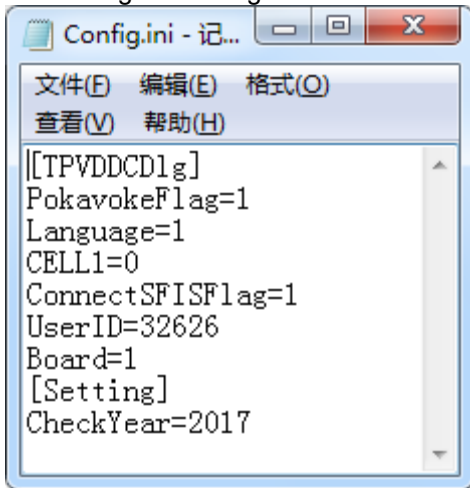 Config.ini - 记...
文件(F) 编辑(E) 格式(O)
查看(V) 帮助(H)
[TPVDDCDlg]
PokavokeFlag=1
Language=1
CELL1=0
ConnectSFISFlag=1
UserID=32626
Board=1
[Setting]
CheckYear=2017